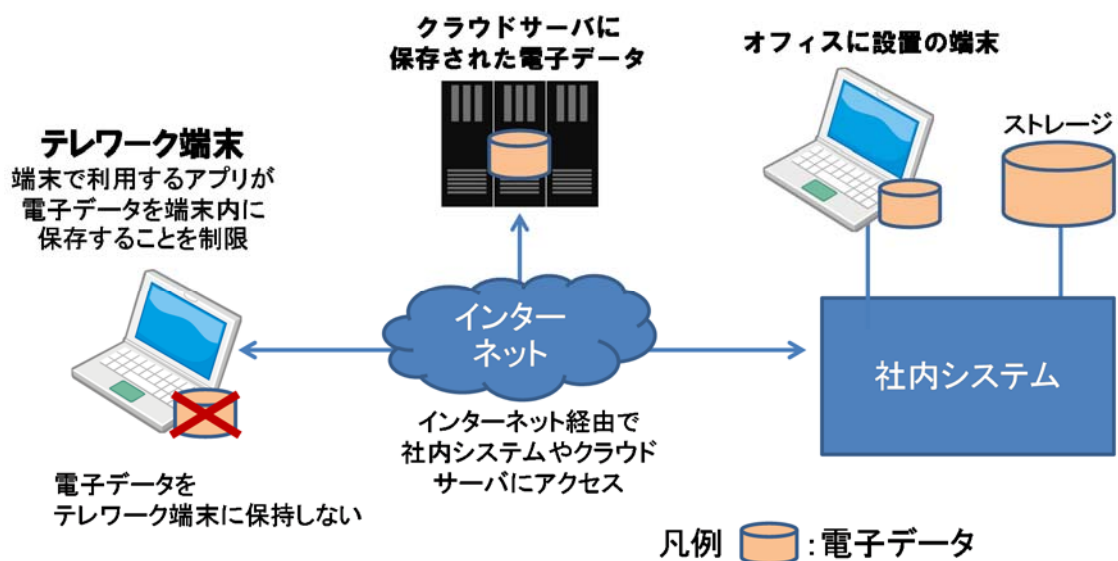 クラウドサーバに
保存された電子データ
オフィスに設置の端末
ストレージ
テレワーク端末
端末で利用するアプリが
電子データを端末内に
保存することを制限
インター
ネット
社内システム
インターネット経由で
社内システムやクラウド
サーバにアクセス
電子データを
テレワーク端末に保持しない
凡例 :電子データ